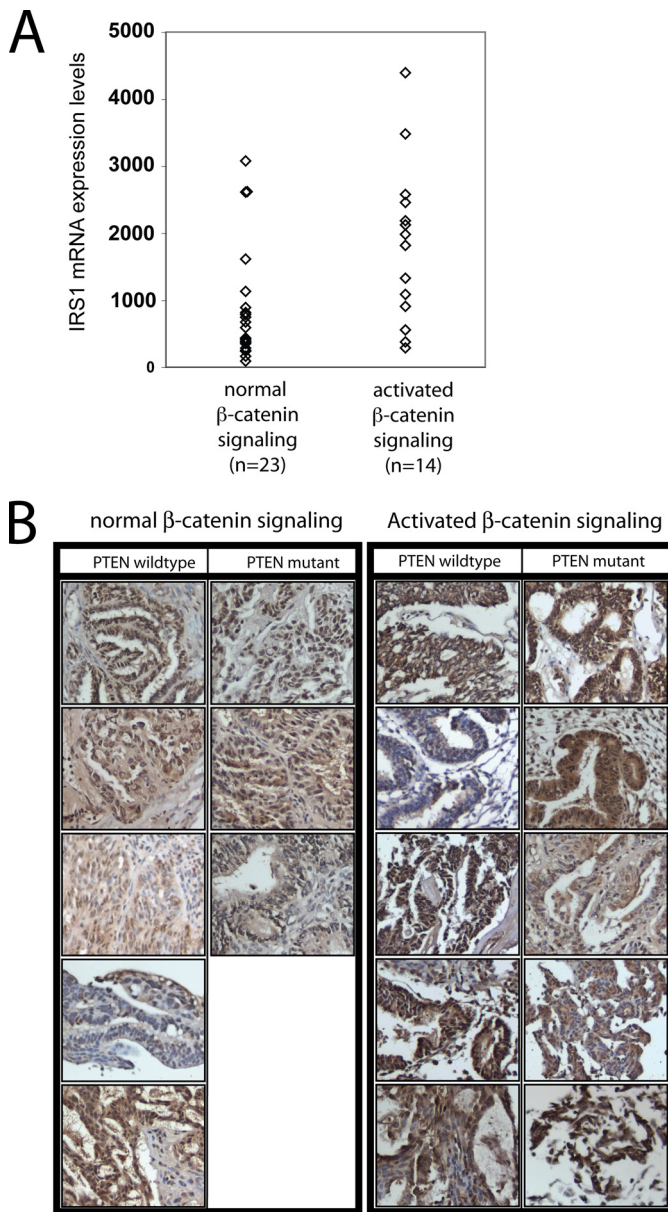 A
5000
4000
3000
2000
1000
0
IRS1 mRNA expression levels
normal
β-catenin
signaling
(n=23)
activated
β-catenin
signaling
(n=14)
B
normal β-catenin signaling
Activated β-catenin signaling
PTEN wildtype
PTEN mutant
PTEN wildtype
PTEN mutant